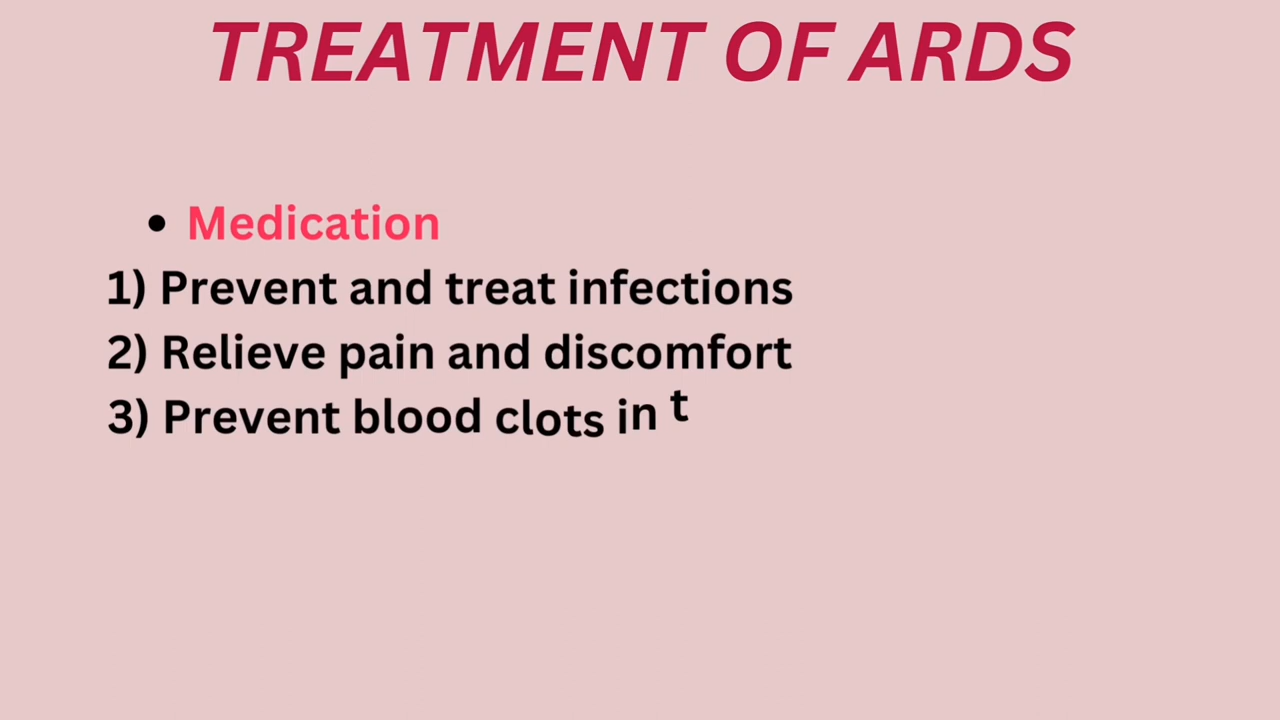 TREATMENT OF ARDS
• Medication
1) Prevent and treat infections
2) Relieve pain and discomfort
3) Prevent blood clots in t